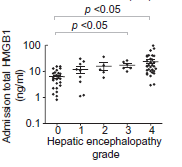 p <0.05
p <0.05
Admission total HMGB1
(ng/ml)
100
10
1
0.1
0 1 2 3 4
Hepatic encephalopathy
grade